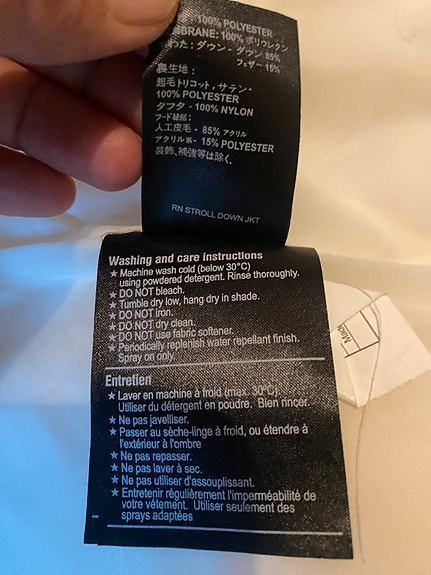 100% POLYESTER
MBRANE: 100% ポリウレタン
わた: ダウン - ダウン 85%
フェザー 15%
裏生地 :
起毛トリコット, サテン -
100% POLYESTER
タフタ - 100% NYLON
フード縁部 :
人工皮毛 - 85% アクリル
アクリル系 - 15% POLYESTER
装飾、補強等は除く。
RN STROLL DOWN JKT
Washing and care instructions
★ Machine wash cold (below 30°C)
using powdered detergent. Rinse thoroughly.
★ DO NOT bleach.
★ Tumble dry low, hang dry in shade.
★ DO NOT iron.
★ DO NOT dry clean.
★ DO NOT use fabric softener.
★ Periodically replenish water repellant finish.
Spray on only.
Entretien
★ Laver en machine à froid (max. 30°C).
Utiliser du détergent en poudre. Bien rincer.
★ Ne pas javelliser.
★ Passer au sèche-linge à froid, ou étendre à
l'extérieur à l'ombre
★ Ne pas repasser.
★ Ne pas laver à sec.
★ Ne pas utiliser d'assouplissant.
★ Entretenir régulièrement l'imperméabilité de
votre vêtement. Utiliser seulement des
sprays adaptées
Made